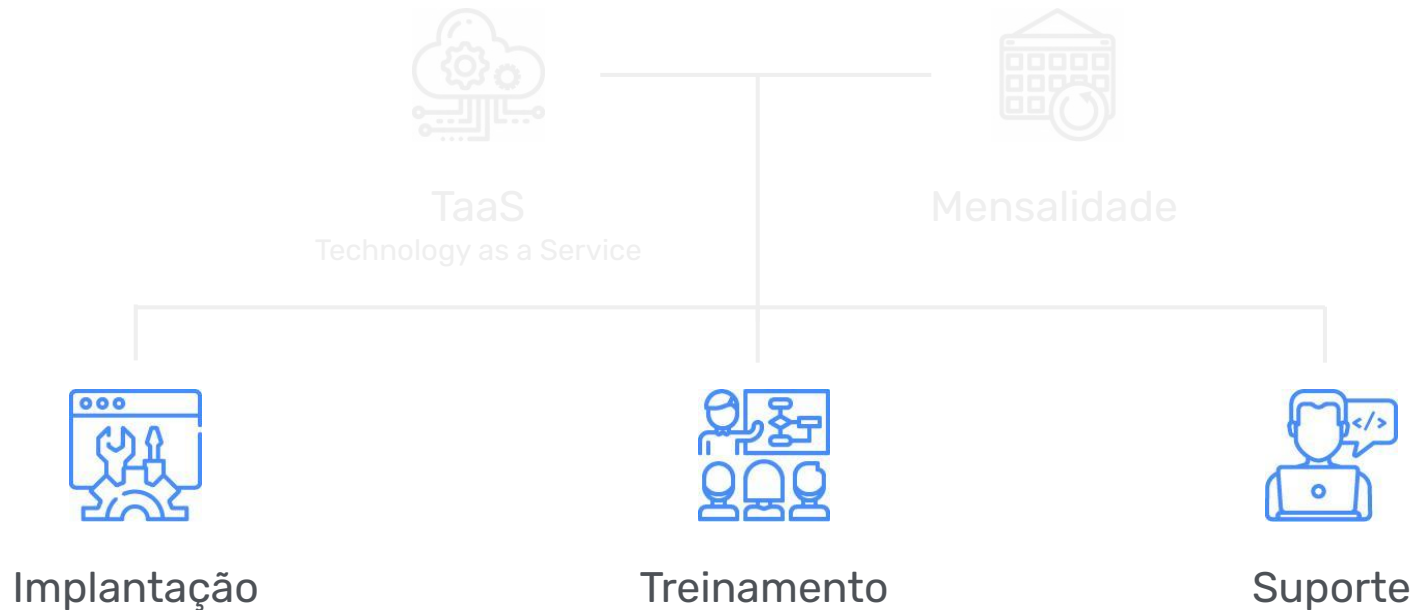 TaaS
Technology as a Service
Mensalidade
</>
Implantação
Treinamento
Suporte